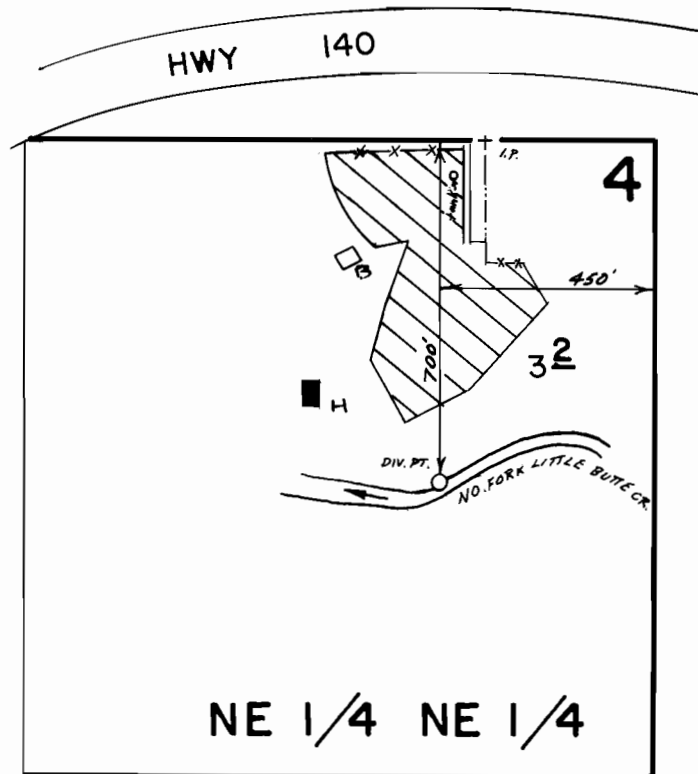 HWY 140
I.P.
4
450'
3 2
700'
B
H
DIV. PT.
NO. FORK LITTLE BUTTE CR.
NE 1/4 NE 1/4